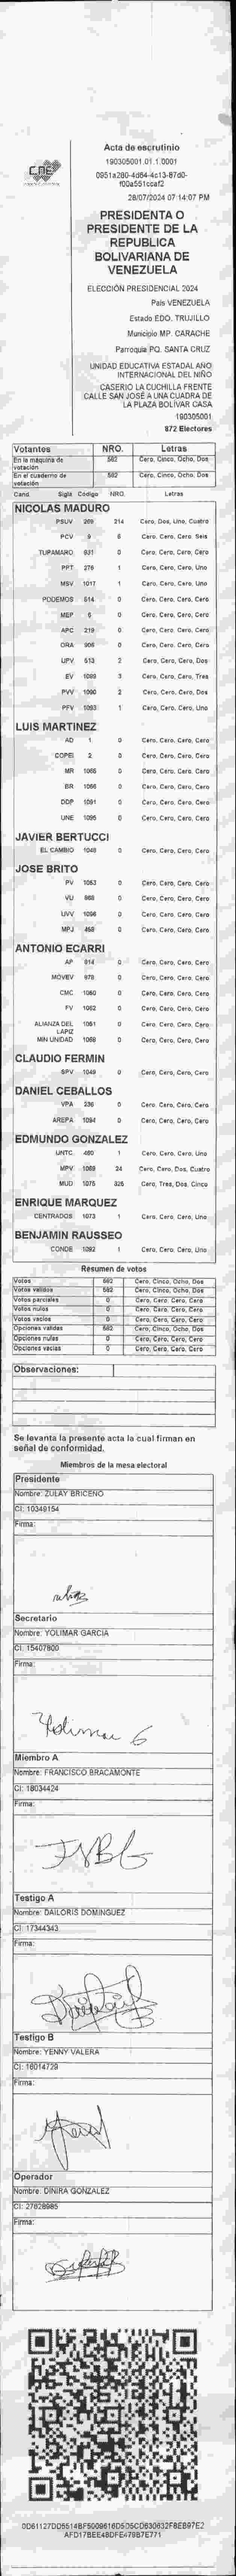 CNE
Acta de escrutinio
190305001.01.1.0001
0951a280-4d64-4c13-87d0-
f00a551ccaf2
28/07/2024 07:14:07 PM
PRESIDENTA O
PRESIDENTE DE LA
REPUBLICA
BOLIVARIANA DE
VENEZUELA
ELECCIÓN PRESIDENCIAL 2024
País VENEZUELA
Estado EDO. TRUJILLO
Municipio MP. CARACHE
Parroquia PQ. SANTA CRUZ
UNIDAD EDUCATIVA ESTADAL AÑO
INTERNACIONAL DEL NIÑO
CASERIO LA CUCHILLA FRENTE
CALLE SAN JOSÉ A UNA CUADRA DE
LA PLAZA BOLIVAR CASA
190305001
872 Electores
Votantes NRO. Letras
En la máquina de votación 582 Cero, Cinco, Ocho, Dos
En el cuaderno de votación 582 Cero, Cinco, Ocho, Dos
Cand. Sigla Código NRO. Letras
NICOLAS MADURO
PSUV 209 214 Cero, Dos, Uno, Cuatro
PCV 6 Cero, Cero, Cero, Seis
TUPAMARO 931 0 Cero, Cero, Cero, Cero
PPT 276 1 Cero, Cero, Cero, Uno
MSV 1017 1 Cero, Cero, Cero, Uno
PODEMOS 514 0 Cero, Cero, Cero, Cero
MEP 6 0 Cero, Cero, Cero, Cero
APC 219 0 Cero, Cero, Cero, Cero
ORA 906 0 Cero, Cero, Cero, Cero
UPV 513 2 Cero, Cero, Cero, Dos
EV 1089 3 Cero, Cero, Cero, Tres
PVV 1090 2 Cero, Cero, Cero, Dos
PFV 1093 1 Cero, Cero, Cero, Uno
LUIS MARTINEZ
AD 1 0 Cero, Cero, Cero, Cero
COPEI 2 0 Cero, Cero, Cero, Cero
MR 1065 0 Cero, Cero, Cero, Cero
BR 1066 0 Cero, Cero, Cero, Cero
DDP 1091 0 Cero, Cero, Cero, Cero
UNE 1095 0 Cero, Cero, Cero, Cero
JAVIER BERTUCCI
EL CAMBIO 1048 0 Cero, Cero, Cero, Cero
JOSE BRITO
PV 1053 0 Cero, Cero, Cero, Cero
VU 868 0 Cero, Cero, Cero, Cero
UVV 1096 0 Cero, Cero, Cero, Cero
MPJ 458 0 Cero, Cero, Cero, Cero
ANTONIO ECARRI
AP 914 0 Cero, Cero, Cero, Cero
MOVEV 979 0 Cero, Cero, Cero, Cero
CMC 1060 0 Cero, Cero, Cero, Cero
FV 1062 0 Cero, Cero, Cero, Cero
ALIANZA DEL LAPIZ 1051 0 Cero, Cero, Cero, Cero
MIN UNIDAD 1068 0 Cero, Cero, Cero, Cero
CLAUDIO FERMIN
SPV 1049 0 Cero, Cero, Cero, Cero
DANIEL CEBALLOS
VPA 236 0 Cero, Cero, Cero, Cero
AREPA 1094 0 Cero, Cero, Cero, Cero
EDMUNDO GONZALEZ
UNTC 480 1 Cero, Cero, Cero, Uno
MPV 1069 24 Cero, Cero, Dos, Cuatro
MUD 1075 325 Cero, Tres, Dos, Cinco
ENRIQUE MARQUEZ
CENTRADOS 1073 1 Cero, Cero, Cero, Uno
BENJAMIN RAUSSEO
CONDE 1092 1 Cero, Cero, Cero, Uno
Resumen de votos
Votos 582 Cero, Cinco, Ocho, Dos
Votos válidos 582 Cero, Cinco, Ocho, Dos
Votos parciales 0 Cero, Cero, Cero, Cero
Votos nulos 0 Cero, Cero, Cero, Cero
Votos vacíos 0 Cero, Cero, Cero, Cero
Opciones válidas 582 Cero, Cinco, Ocho, Dos
Opciones nulas 0 Cero, Cero, Cero, Cero
Opciones vacías 0 Cero, Cero, Cero, Cero
Observaciones:
Se levanta la presente acta la cual firman en
señal de conformidad.
Miembros de la mesa electoral
Presidente
Nombre: ZULAY BRICENO
CI: 10349154
Firma:
Secretario
Nombre: YOLIMAR GARCIA
CI: 15407800
Firma:
Yolimar G
Miembro A
Nombre: FRANCISCO BRACAMONTE
CI: 18034424
Firma:
Testigo A
Nombre: DAILORIS DOMINGUEZ
CI: 17344343
Firma:
Testigo B
Nombre: YENNY VALERA
CI: 16014729
Firma:
Operador
Nombre: DINIRA GONZALEZ
CI: 27628985
Firma: